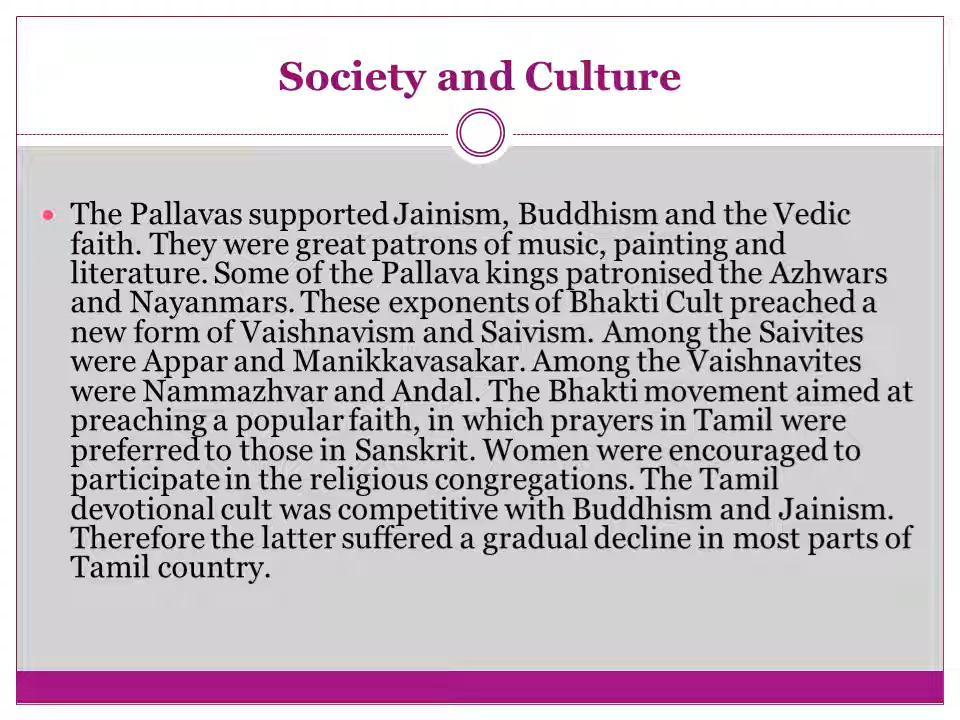 Society and Culture
• The Pallavas supported Jainism, Buddhism and the Vedic
faith. They were great patrons of music, painting and
literature. Some of the Pallava kings patronised the Azhwars
and Nayanmars. These exponents of Bhakti Cult preached a
new form of Vaishnavism and Saivism. Among the Saivites
were Appar and Manikkavasakar. Among the Vaishnavites
were Nammazhvar and Andal. The Bhakti movement aimed at
preaching a popular faith, in which prayers in Tamil were
preferred to those in Sanskrit. Women were encouraged to
participate in the religious congregations. The Tamil
devotional cult was competitive with Buddhism and Jainism.
Therefore the latter suffered a gradual decline in most parts of
Tamil country.